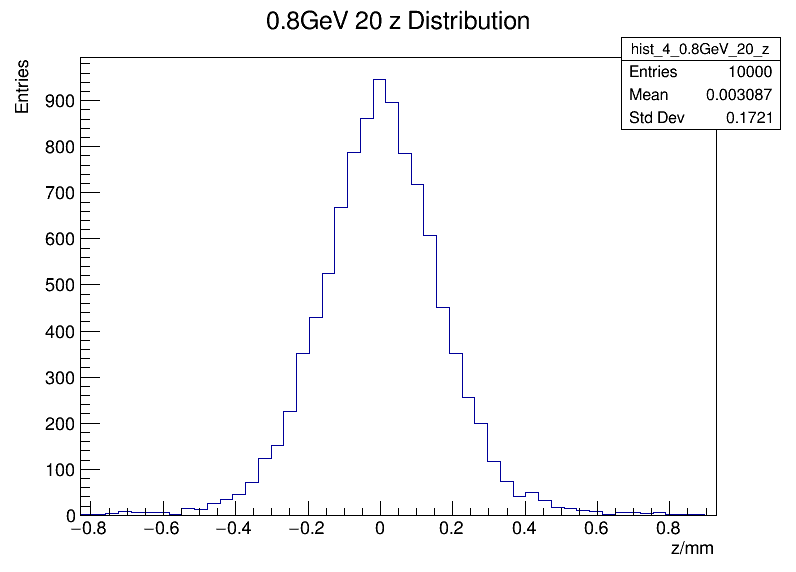 0.8GeV 20 z Distribution
hist_4_0.8GeV_20_z
Entries 10000
Mean 0.003087
Std Dev 0.1721
Entries
900
800
700
600
500
400
300
200
100
0
−0.8 −0.6 −0.4 −0.2 0 0.2 0.4 0.6 0.8
z/mm